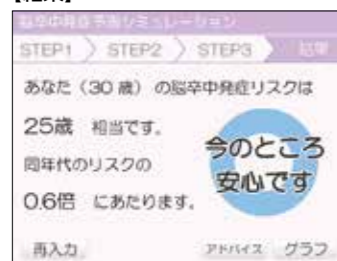 脳卒中発症予測シミュレーション
STEP1 STEP2 STEP3 結果
あなた（30 歳）の脳卒中発症リスクは
25歳 相当です。
同年代のリスクの
0.6倍 にあたります。
今のところ
安心です
再入力 アドバイス グラフ